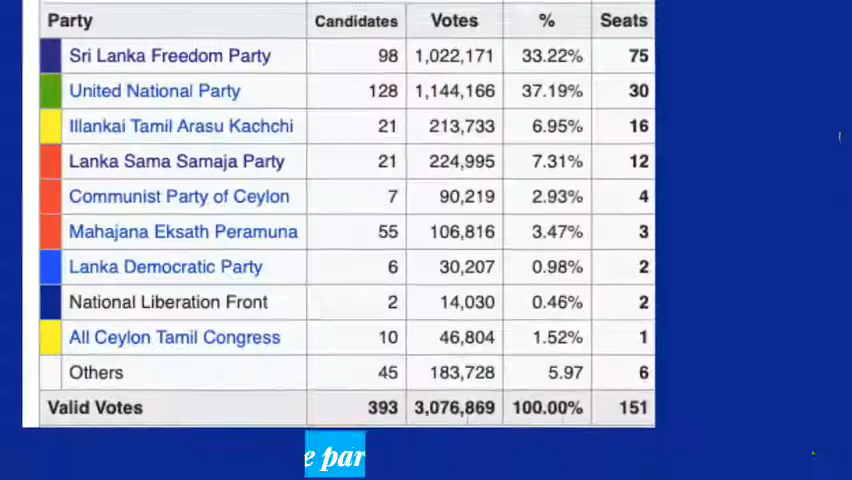 Party Candidates Votes % Seats
Sri Lanka Freedom Party 98 1,022,171 33.22% 75
United National Party 128 1,144,166 37.19% 30
Illankai Tamil Arasu Kachchi 21 213,733 6.95% 16
Lanka Sama Samaja Party 21 224,995 7.31% 12
Communist Party of Ceylon 7 90,219 2.93% 4
Mahajana Eksath Peramuna 55 106,816 3.47% 3
Lanka Democratic Party 6 30,207 0.98% 2
National Liberation Front 2 14,030 0.46% 2
All Ceylon Tamil Congress 10 46,804 1.52% 1
Others 45 183,728 5.97 6
Valid Votes 393 3,076,869 100.00% 151
e par